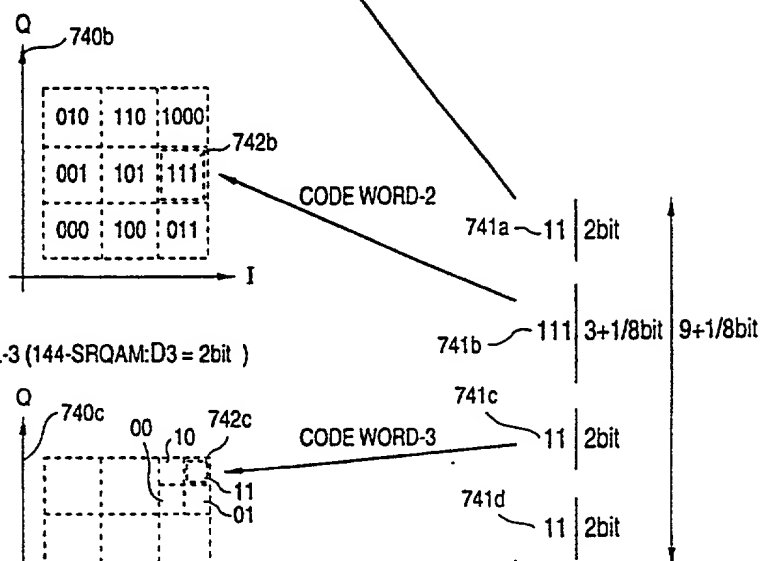 Q
740b
010 110 1000
742b
001 101 111
000 100 011
I
CODE WORD-2
741a 11 2bit
741b 111 3+1/8bit 9+1/8bit
-3 (144-SRQAM:D3 = 2bit )
Q
740c
00
10
742c
11
01
CODE WORD-3
741c
11 2bit
741d
11 2bit